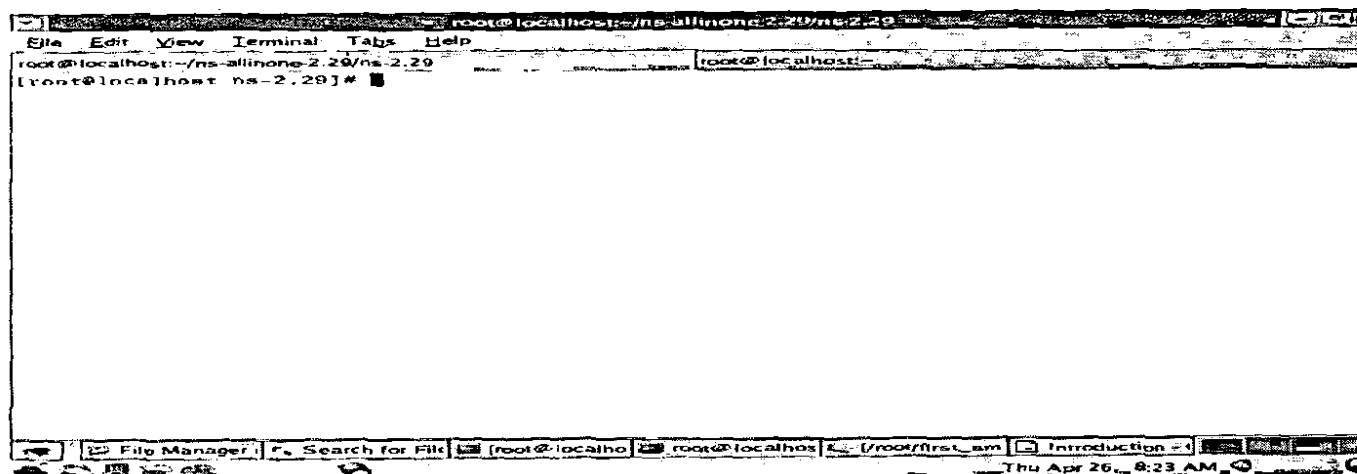 root@localhost:~/ns-allinone-2.29/ns-2.29
File Edit View Terminal Tabs Help
root@localhost:~/ns-allinone-2.29/ns-2.29 root@localhost:~
[root@localhost ns-2.29]#
File Manager Search for File [root@localho root@localhos [/root/first_em Introduction -
Thu Apr 26, 8:23 AM